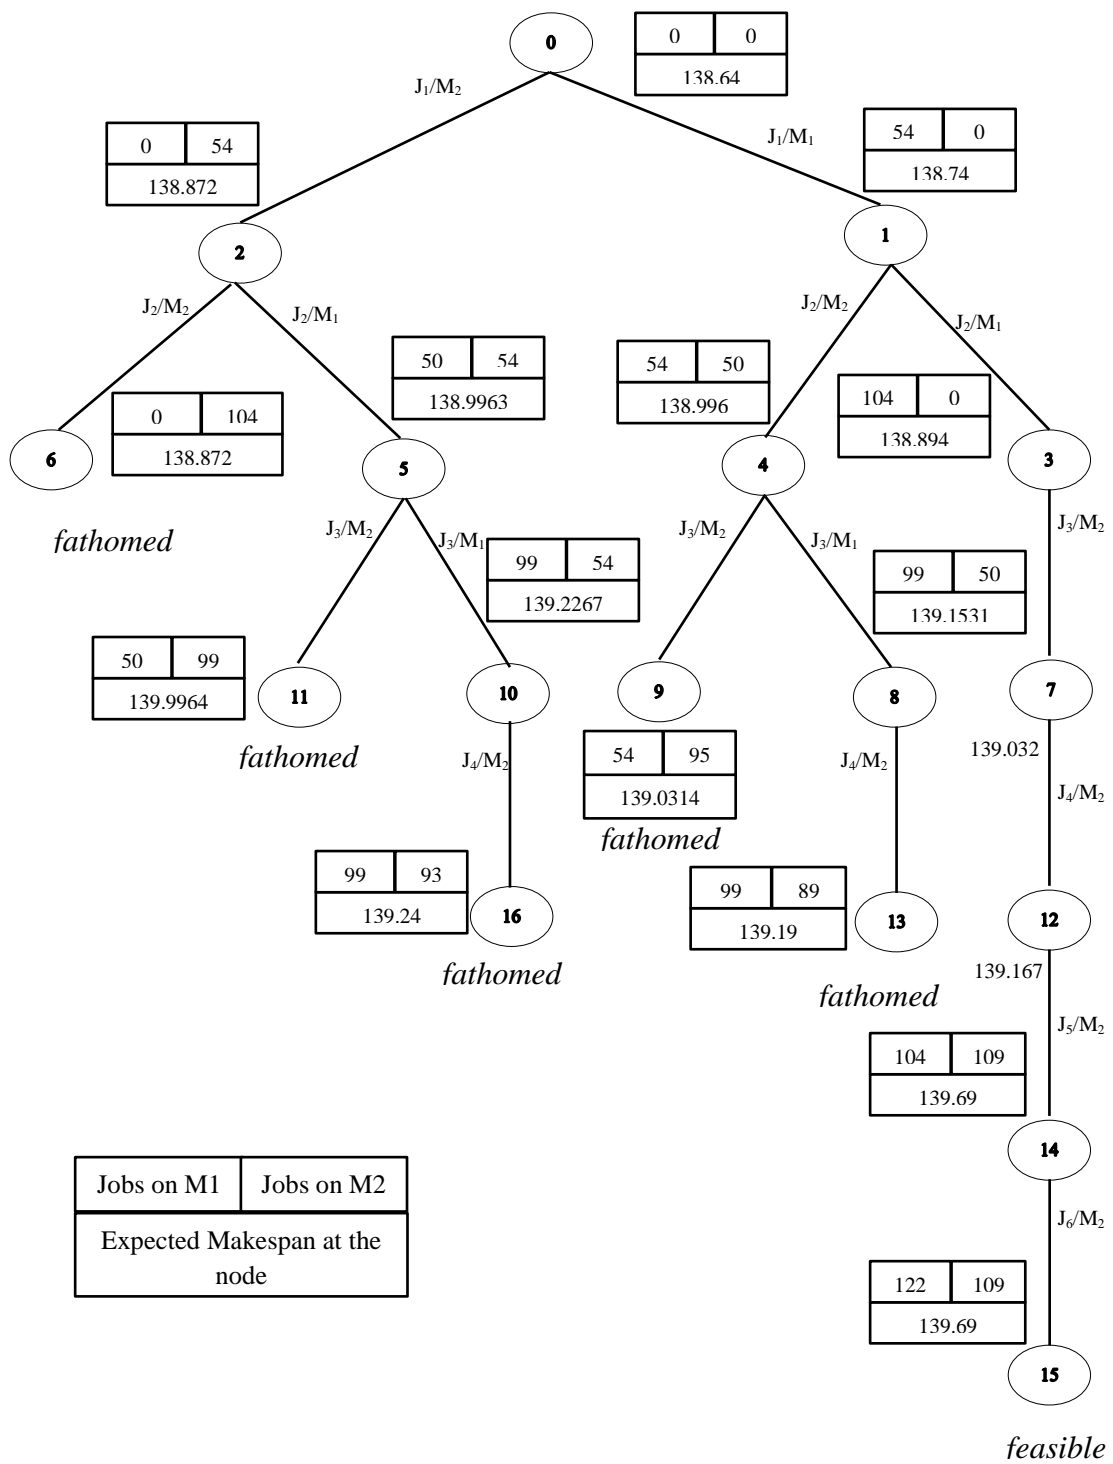 0
0 0
138.64
J1/M2
J1/M1
0 54
138.872
54 0
138.74
2
1
J2/M2
J2/M1
J2/M2
J2/M1
50 54
138.9963
54 50
138.996
104 0
138.894
0 104
138.872
6
5
4
3
fathomed
J3/M2
J3/M1
J3/M2
J3/M1
J3/M2
99 54
139.2267
99 50
139.1531
50 99
139.9964
11
10
9
8
7
fathomed
J4/M2
54 95
139.0314
fathomed
J4/M2
139.032
J4/M2
99 93
139.24
16
fathomed
99 89
139.19
13
fathomed
12
139.167
J5/M2
104 109
139.69
14
Jobs on M1 Jobs on M2
Expected Makespan at the
node
J6/M2
122 109
139.69
15
feasible